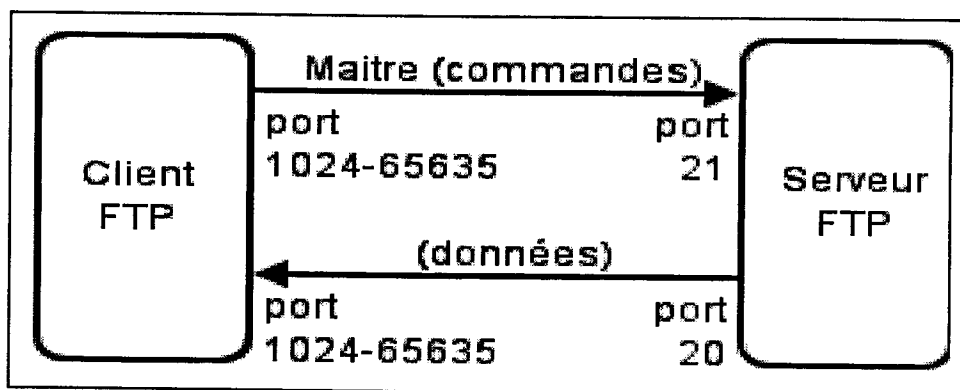 Maitre (commandes)
port port
1024-65635 21
Client
FTP
Serveur
FTP
(données)
port port
1024-65635 20